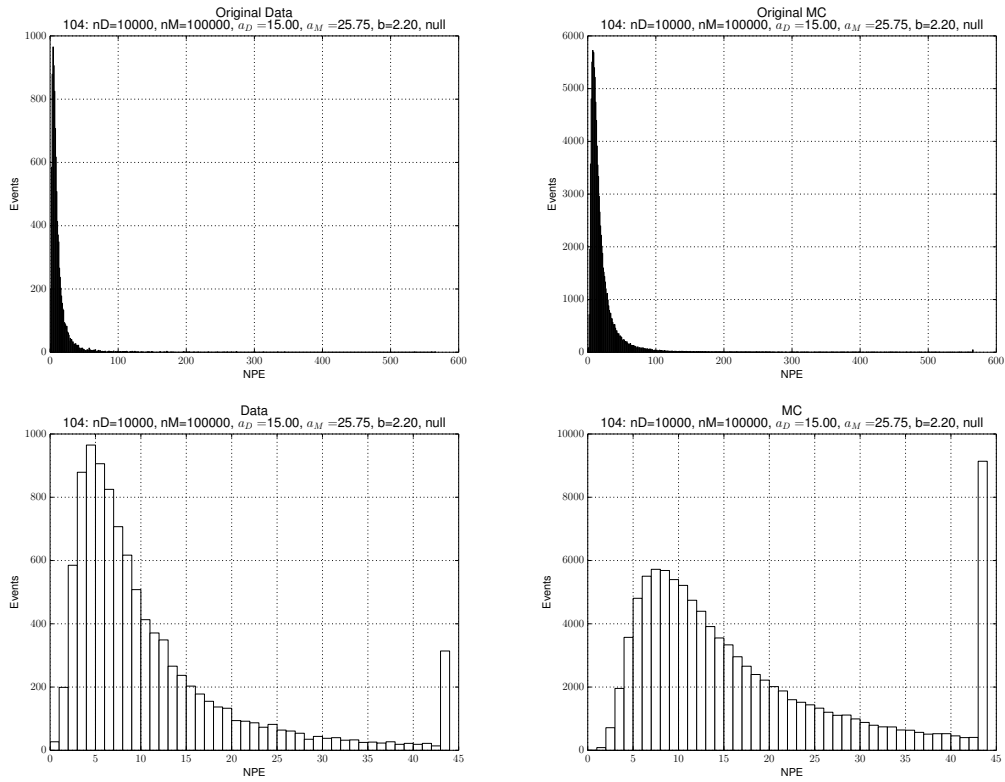 Original Data
104: nD=10000, nM=100000, a_D =15.00, a_M =25.75, b=2.20, null
1000
800
600
400
200
0
Events
0 100 200 300 400 500 600
NPE
Original MC
104: nD=10000, nM=100000, a_D =15.00, a_M =25.75, b=2.20, null
6000
5000
4000
3000
2000
1000
0
Events
0 100 200 300 400 500 600
NPE
Data
104: nD=10000, nM=100000, a_D =15.00, a_M =25.75, b=2.20, null
1000
800
600
400
200
0
Events
0 5 10 15 20 25 30 35 40 45
NPE
MC
104: nD=10000, nM=100000, a_D =15.00, a_M =25.75, b=2.20, null
10000
8000
6000
4000
2000
0
Events
0 5 10 15 20 25 30 35 40 45
NPE